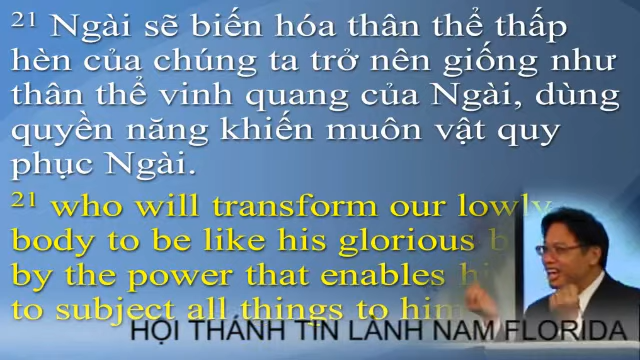 21 Ngài sẽ biến hóa thân thể thấp
hèn của chúng ta trở nên giống như
thân thể vinh quang của Ngài, dùng
quyền năng khiến muôn vật quy
phục Ngài.
21 who will transform our lowly
body to be like his glorious
by the power that enables
to subject all things to
HỘI THÁNH TIN LÀNH NAM FLORIDA